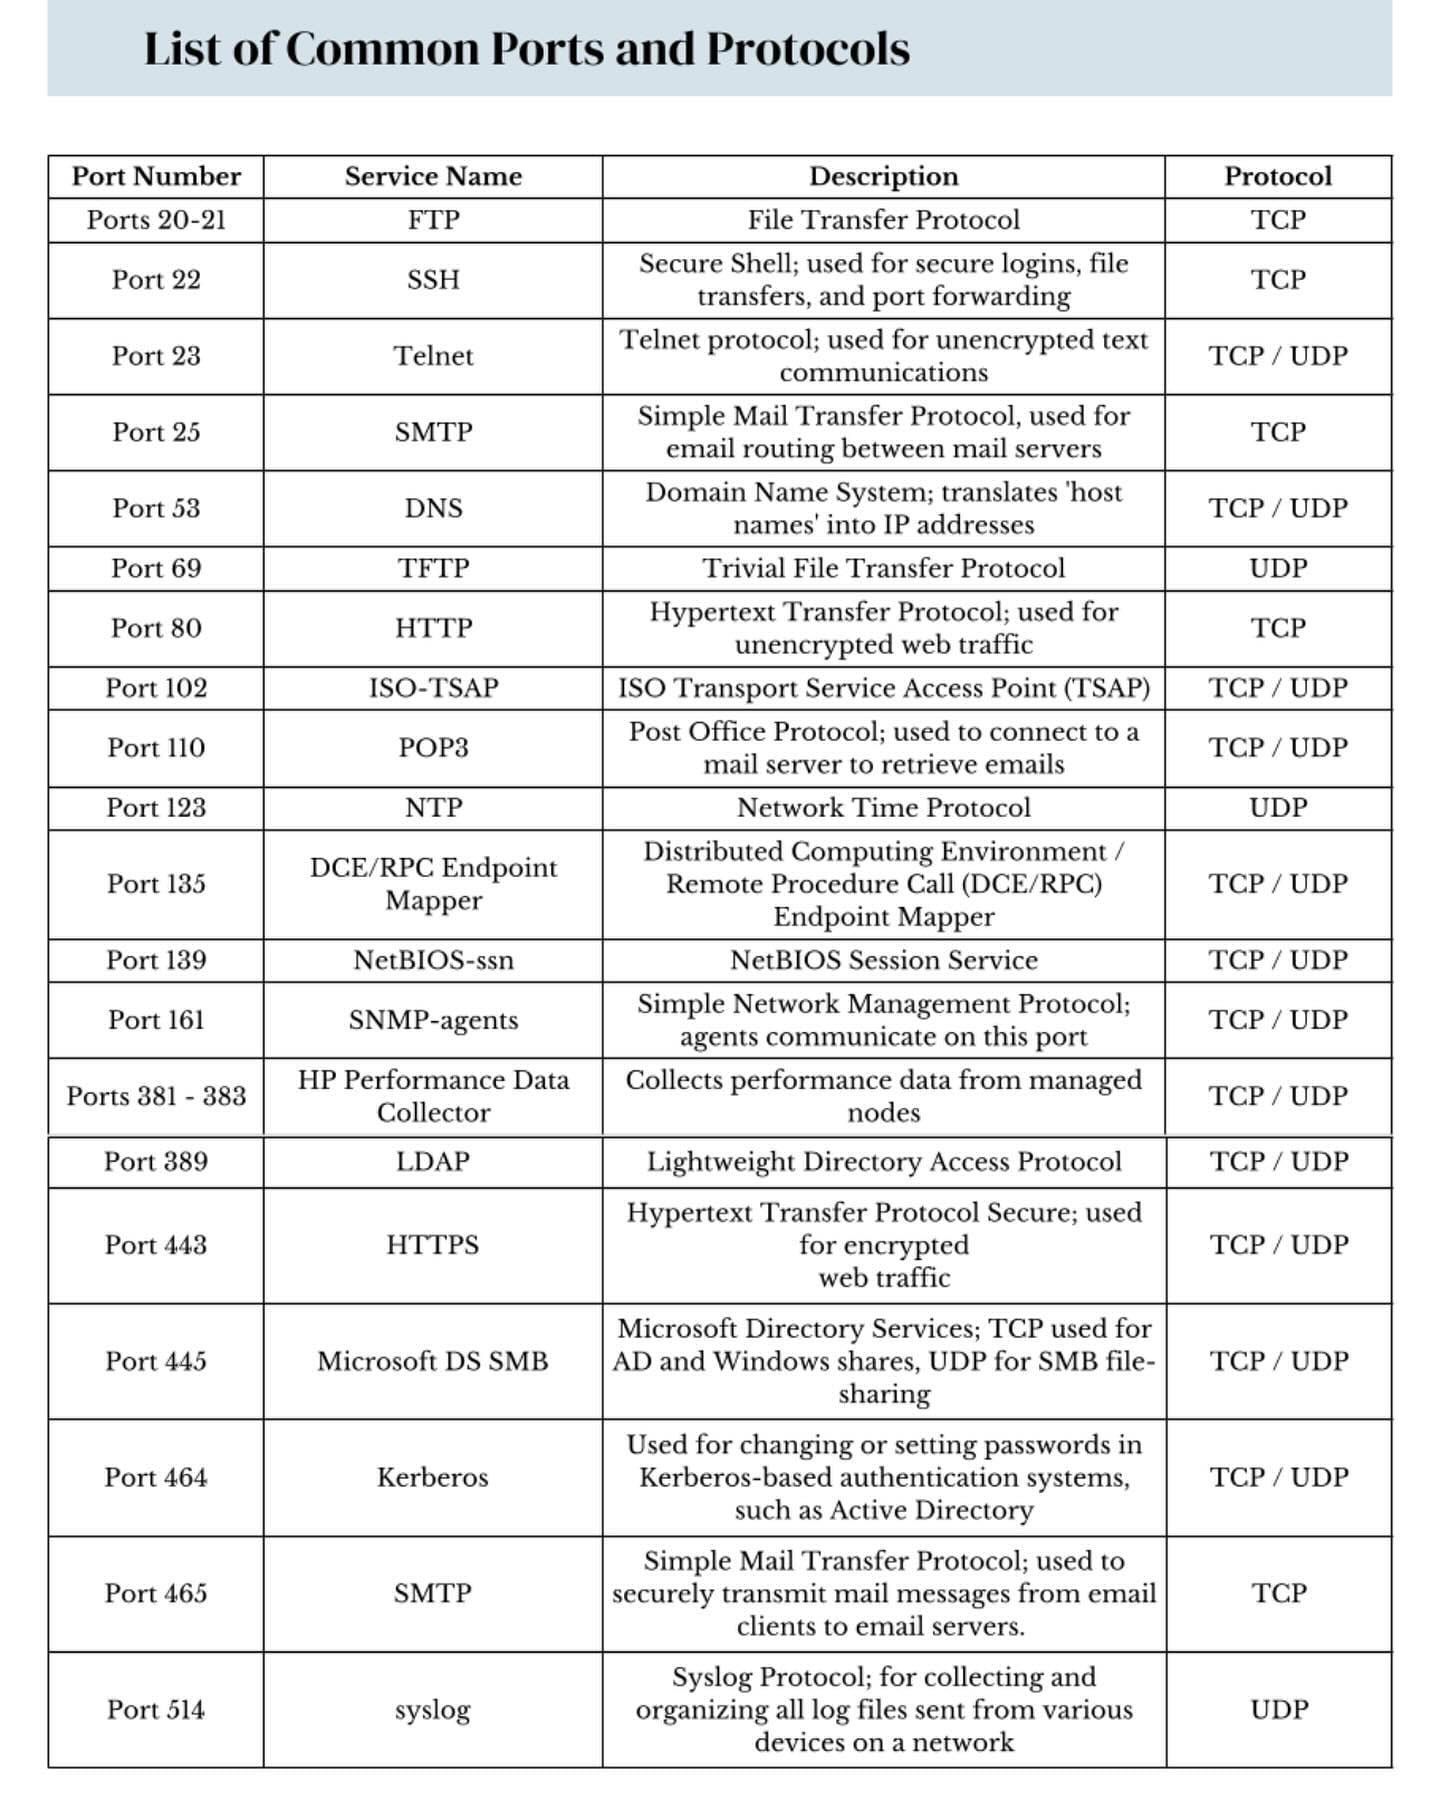 List of Common Ports and Protocols
Port Number Service Name Description Protocol
Ports 20-21 FTP File Transfer Protocol TCP
Port 22 SSH Secure Shell; used for secure logins, file
transfers, and port forwarding TCP
Port 23 Telnet Telnet protocol; used for unencrypted text
communications TCP / UDP
Port 25 SMTP Simple Mail Transfer Protocol, used for
email routing between mail servers TCP
Port 53 DNS Domain Name System; translates 'host
names' into IP addresses TCP / UDP
Port 69 TFTP Trivial File Transfer Protocol UDP
Port 80 HTTP Hypertext Transfer Protocol; used for
unencrypted web traffic TCP
Port 102 ISO-TSAP ISO Transport Service Access Point (TSAP) TCP / UDP
Port 110 POP3 Post Office Protocol; used to connect to a
mail server to retrieve emails TCP / UDP
Port 123 NTP Network Time Protocol UDP
Port 135 DCE/RPC Endpoint
Mapper Distributed Computing Environment /
Remote Procedure Call (DCE/RPC)
Endpoint Mapper TCP / UDP
Port 139 NetBIOS-ssn NetBIOS Session Service TCP / UDP
Port 161 SNMP-agents Simple Network Management Protocol;
agents communicate on this port TCP / UDP
Ports 381 - 383 HP Performance Data
Collector Collects performance data from managed
nodes TCP / UDP
Port 389 LDAP Lightweight Directory Access Protocol TCP / UDP
Port 443 HTTPS Hypertext Transfer Protocol Secure; used
for encrypted
web traffic TCP / UDP
Port 445 Microsoft DS SMB Microsoft Directory Services; TCP used for
AD and Windows shares, UDP for SMB file-
sharing TCP / UDP
Port 464 Kerberos Used for changing or setting passwords in
Kerberos-based authentication systems,
such as Active Directory TCP / UDP
Port 465 SMTP Simple Mail Transfer Protocol; used to
securely transmit mail messages from email
clients to email servers. TCP
Port 514 syslog Syslog Protocol; for collecting and
organizing all log files sent from various
devices on a network UDP